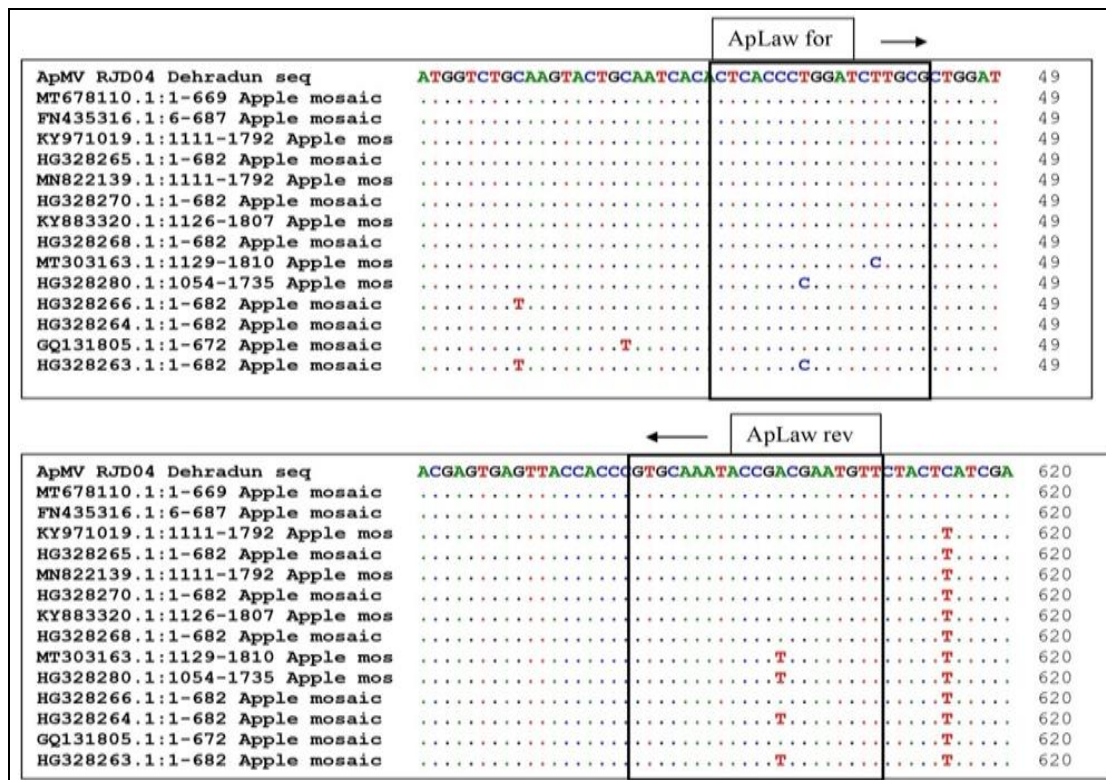 ApLaw for
ApMV RJD04 Dehradun seq ATGGTCTGCAAGTACTGCAATCACACTCACCCTGGATCTTGCGCTGGAT 49
MT678110.1:1-669 Apple mosaic ................................................. 49
FN435316.1:6-687 Apple mosaic ................................................. 49
KY971019.1:1111-1792 Apple mos ................................................. 49
HG328265.1:1-682 Apple mosaic ................................................. 49
MN822139.1:1111-1792 Apple mos ................................................. 49
HG328270.1:1-682 Apple mosaic ................................................. 49
KY883320.1:1126-1807 Apple mos ................................................. 49
HG328268.1:1-682 Apple mosaic ................................................. 49
MT303163.1:1129-1810 Apple mos ......................................C.......... 49
HG328280.1:1054-1735 Apple mos ................................C................ 49
HG328266.1:1-682 Apple mosaic ........T........................................ 49
HG328264.1:1-682 Apple mosaic ................................................. 49
GQ131805.1:1-672 Apple mosaic .................T............................... 49
HG328263.1:1-682 Apple mosaic ........T.......................C................ 49
ApLaw rev
ApMV RJD04 Dehradun seq ACGAGTGAGTTACCACCCGTGCAAATACCGACGAATGTTCTACTCATCGA 620
MT678110.1:1-669 Apple mosaic .................................................. 620
FN435316.1:6-687 Apple mosaic .................................................. 620
KY971019.1:1111-1792 Apple mos ............................................T..... 620
HG328265.1:1-682 Apple mosaic ............................................T..... 620
MN822139.1:1111-1792 Apple mos ............................................T..... 620
HG328270.1:1-682 Apple mosaic ............................................T..... 620
KY883320.1:1126-1807 Apple mos ............................................T..... 620
HG328268.1:1-682 Apple mosaic ............................................T..... 620
MT303163.1:1129-1810 Apple mos ..............................T.............T..... 620
HG328280.1:1054-1735 Apple mos ..............................T.............T..... 620
HG328266.1:1-682 Apple mosaic ............................................T..... 620
HG328264.1:1-682 Apple mosaic ..............................T.............T..... 620
GQ131805.1:1-672 Apple mosaic ............................................T..... 620
HG328263.1:1-682 Apple mosaic ..............................T.............T..... 620